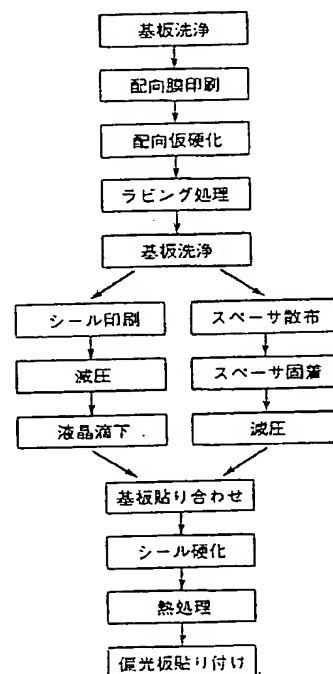 基板洗浄
配向膜印刷
配向仮硬化
ラビング処理
基板洗浄
シール印刷
スペーサ散布
減圧
スペーサ固着
液晶滴下
減圧
基板貼り合わせ
シール硬化
熱処理
偏光板貼り付け